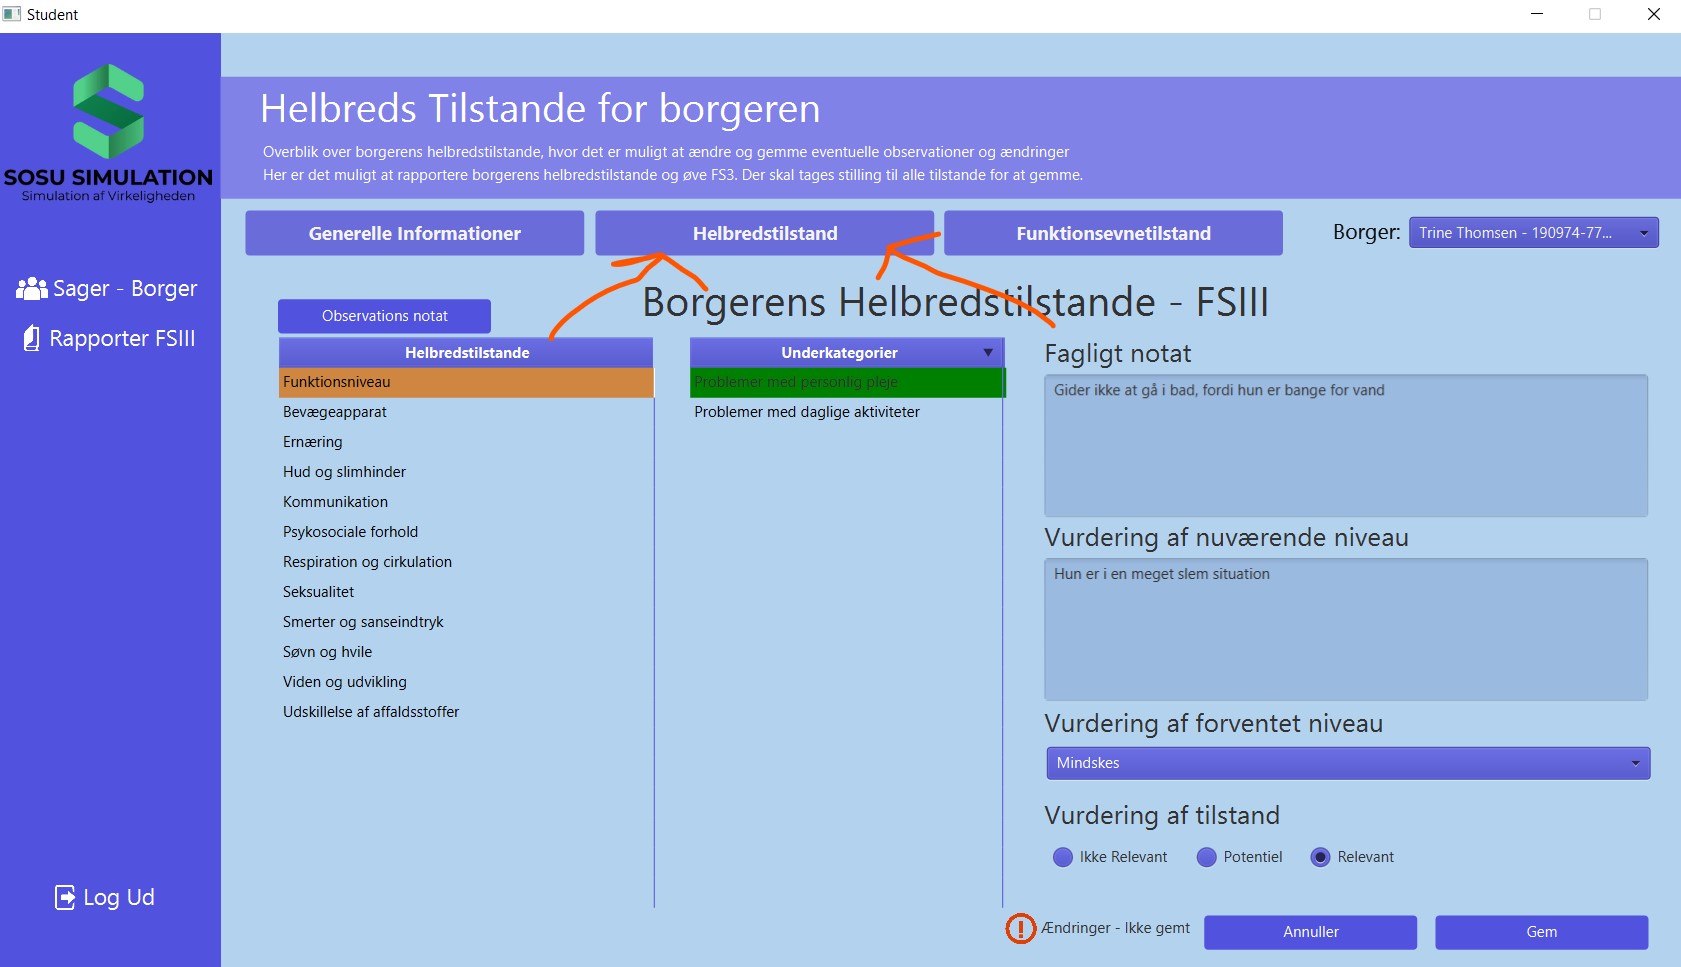 Student
SOSU SIMULATION
Simulation af Virkeligheden
Sager - Borger
Rapporter FSIII
Log Ud
Helbreds Tilstande for borgeren
Overblik over borgerens helbredstilstande, hvor det er muligt at ændre og gemme eventuelle observationer og ændringer
Her er det muligt at rapportere borgerens helbredstilstande og øve FS3. Der skal tages stilling til alle tilstande for at gemme.
Generelle Informationer
Helbredstilstand
Funktionsevnetilstand
Borger:
Trine Thomsen - 190974-77...
Borgerens Helbredstilstande - FSIII
Observations notat
Helbredstilstande
Funktionsniveau
Bevægeapparat
Ernæring
Hud og slimhinder
Kommunikation
Psykosociale forhold
Respiration og cirkulation
Seksualitet
Smerter og sanseindtryk
Søvn og hvile
Viden og udvikling
Udskillelse af affaldsstoffer
Underkategorier
Problemer med personlig pleje
Problemer med daglige aktiviteter
Fagligt notat
Gider ikke at gå i bad, fordi hun er bange for vand
Vurdering af nuværende niveau
Hun er i en meget slem situation
Vurdering af forventet niveau
Mindskes
Vurdering af tilstand
Ikke Relevant
Potentiel
Relevant
Ændringer - Ikke gemt
Annuller
Gem